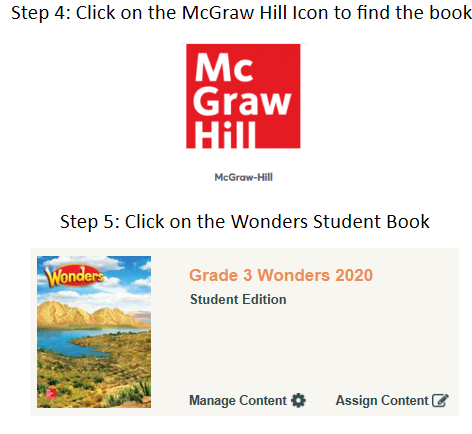 Step 4: Click on the McGraw Hill Icon to find the book
Mc
Graw
Hill
McGraw-Hill
Step 5: Click on the Wonders Student Book
Wonders
Grade 3 Wonders 2020
Student Edition
Manage Content Assign Content